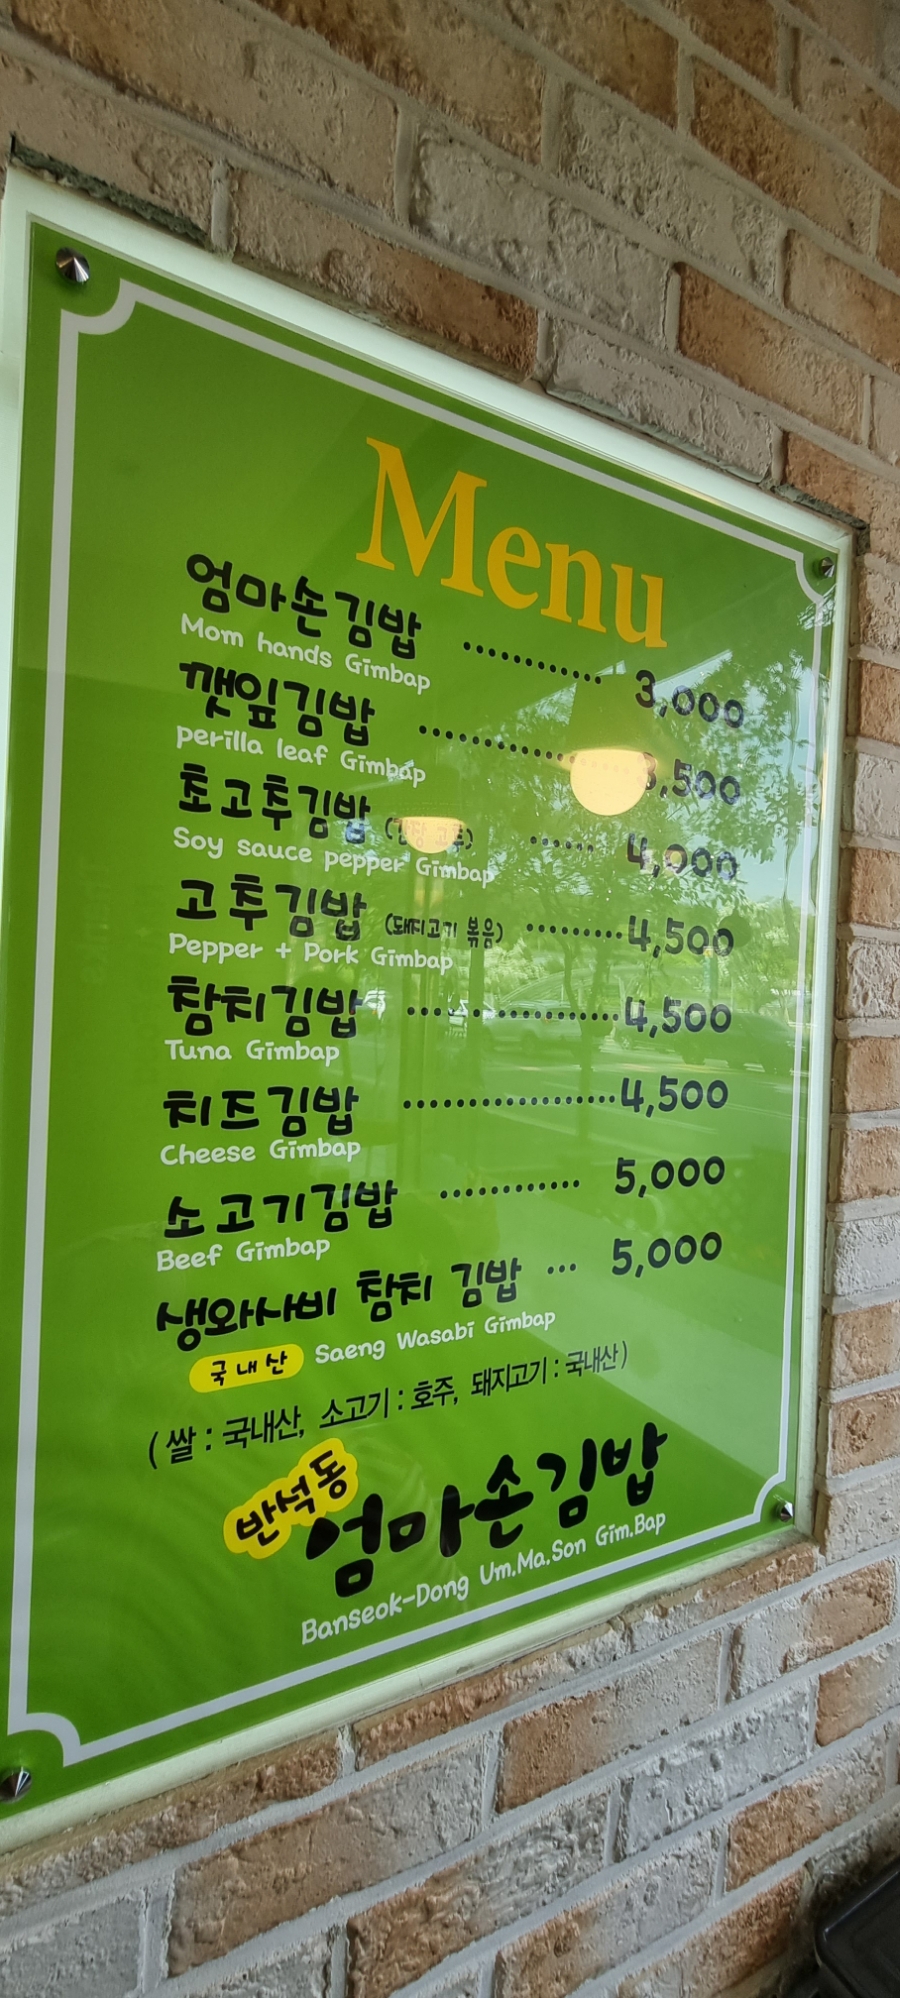 Menu
엄마손김밥 ............ 3,000
Mom hands Gimbap
깻잎김밥 ............ 3,500
perilla leaf Gimbap
초고추김밥 ...... 4,000
Soy sauce pepper Gimbap
고추김밥 (돼지고기 볶음) .........4,500
Pepper + Pork Gimbap
참치김밥 ...................4,500
Tuna Gimbap
치즈김밥 ...................4,500
Cheese Gimbap
소고기김밥 ............ 5,000
Beef Gimbap
생와사비 참치 김밥 ... 5,000
국내산 Saeng Wasabi Gimbap
(쌀 : 국내산, 소고기 : 호주, 돼지고기 : 국내산)
반석동
엄마손김밥
Banseok-Dong Um.Ma.Son Gim.Bap